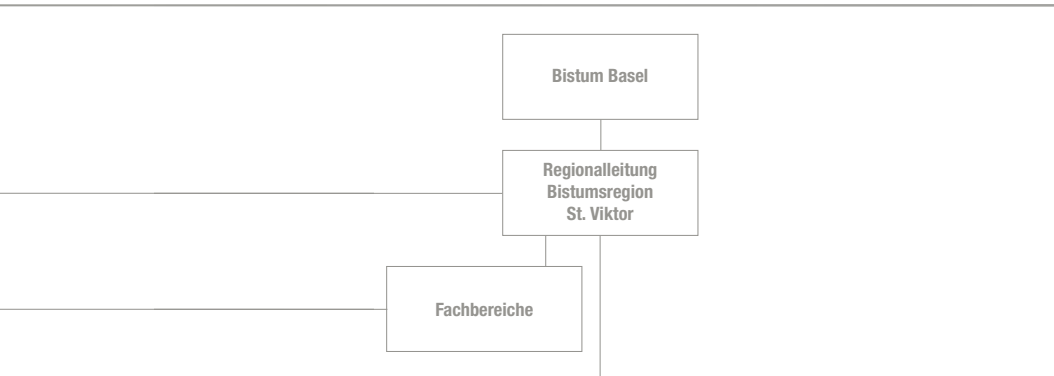 Bistum Basel
Regionalleitung
Bistumsregion
St. Viktor
Fachbereiche